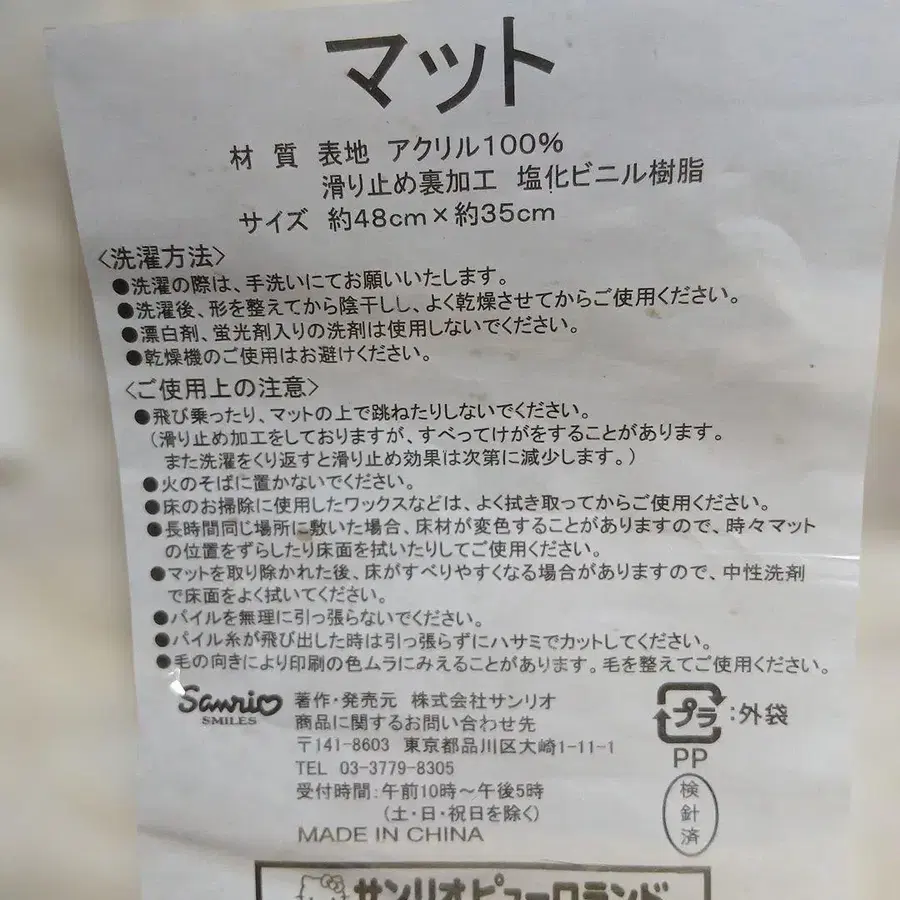 マット
材質 表地 アクリル100%
滑り止め裏加工 塩化ビニル樹脂
サイズ 約48cm×約35cm
〈洗濯方法〉
●洗濯の際は、手洗いにてお願いいたします。
●洗濯後、形を整えてから陰干しし、よく乾燥させてからご使用ください。
●漂白剤、蛍光剤入りの洗剤は使用しないでください。
●乾燥機のご使用はお避けください。
〈ご使用上の注意〉
●飛び乗ったり、マットの上で跳ねたりしないでください。
(滑り止め加工をしておりますが、すべってけがをすることがあります。
また洗濯をくり返すと滑り止め効果は次第に減少します。)
●火のそばに置かないでください。
●床のお掃除に使用したワックスなどは、よく拭き取ってからご使用ください。
●長時間同じ場所に敷いた場合、床材が変色することがありますので、時々マット
の位置をずらしたり床面を拭いたりしてご使用ください。
●マットを取り除かれた後、床がすべりやすくなる場合がありますので、中性洗剤
で床面をよく拭いてください。
●パイルを無理に引っ張らないでください。
●パイル糸が飛び出した時は引っ張らずにハサミでカットしてください。
●毛の向きにより印刷の色ムラにみえることがあります。毛を整えてご使用ください。
Sanrio
SMILES
著作・発売元 株式会社サンリオ
商品に関するお問い合わせ先
〒141-8603 東京都品川区大崎1-11-1
TEL 03-3779-8305
受付時間:午前10時～午後5時
(土・日・祝日を除く)
MADE IN CHINA
プラ:外袋
PP
検針済
サンリオピューロランド